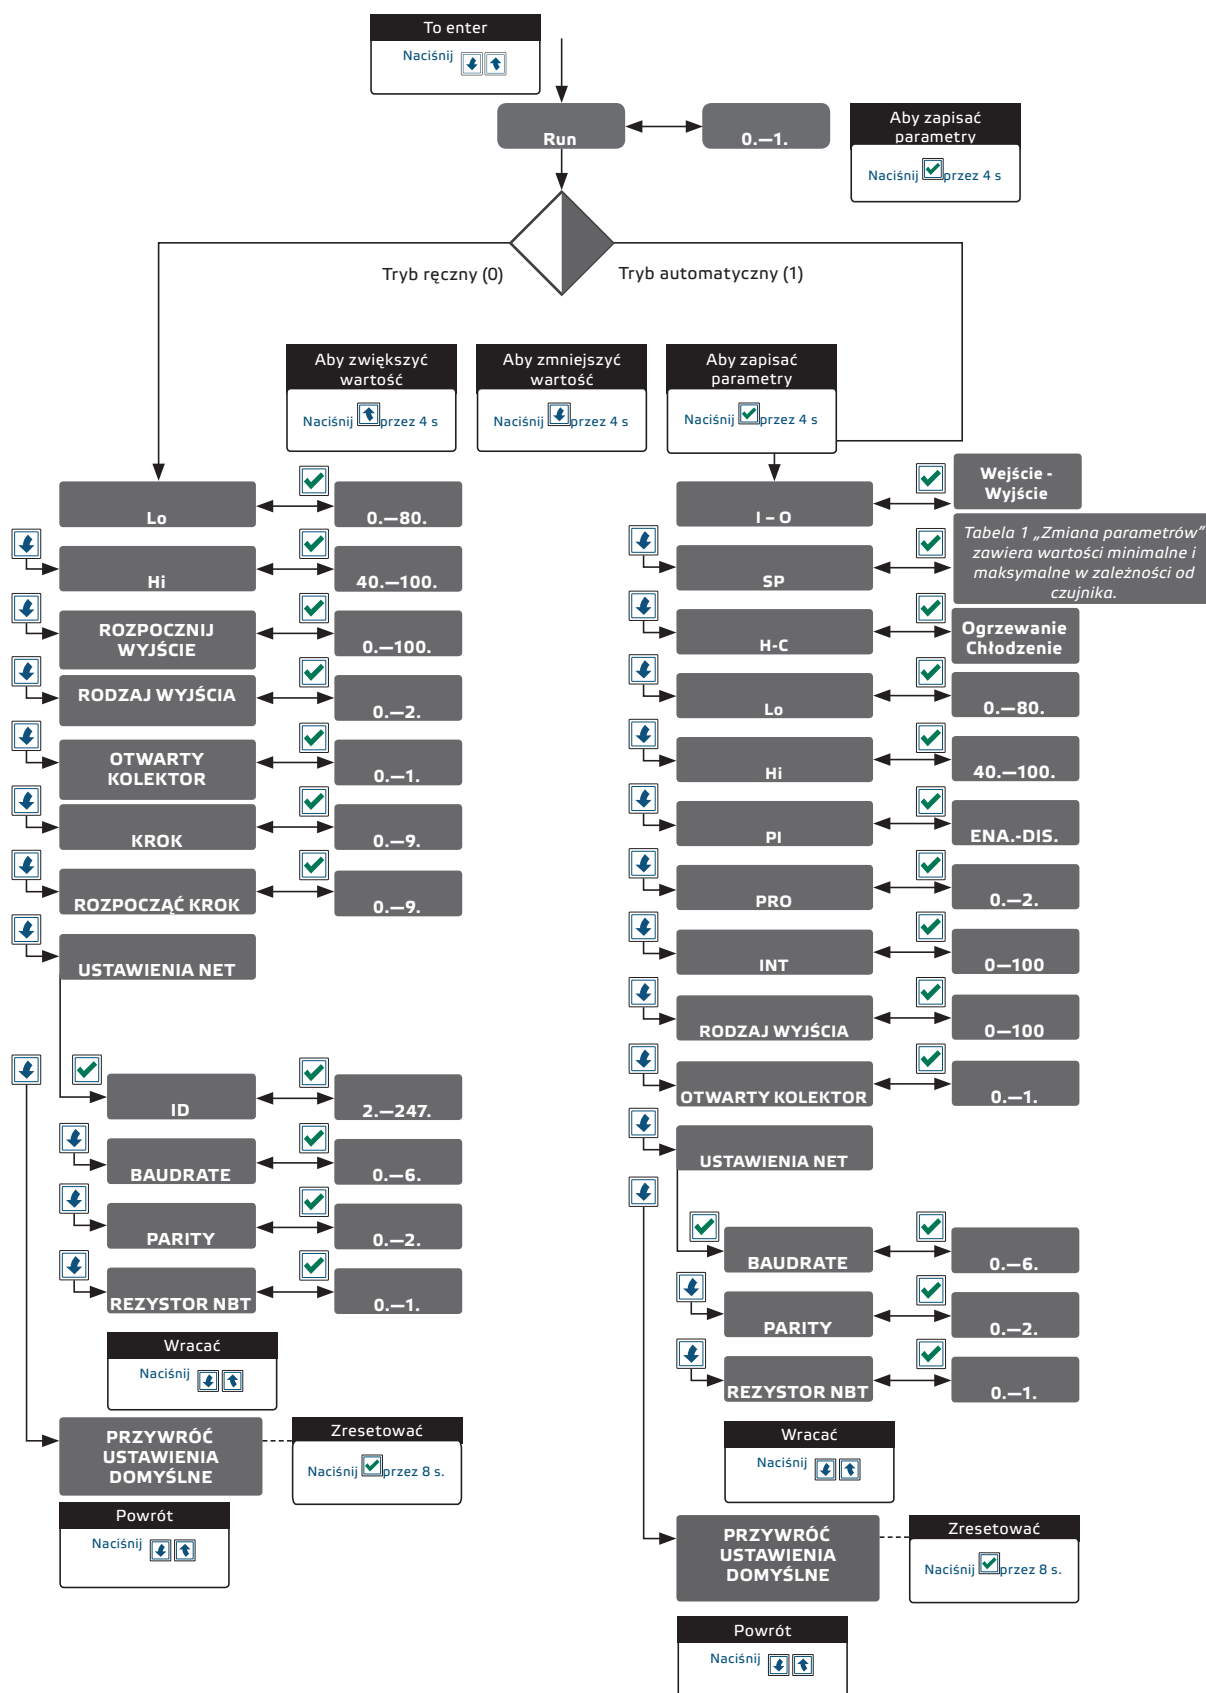 To enter
Naciśnij
Run
0.—1.
Aby zapisać
parametry
Naciśnij przez 4 s
Tryb ręczny (0)
Tryb automatyczny (1)
Aby zwiększyć
wartość
Naciśnij przez 4 s
Aby zmniejszyć
wartość
Naciśnij przez 4 s
Aby zapisać
parametry
Naciśnij przez 4 s
Lo
0.—80.
Hi
40.—100.
ROZPOCZNIJ
WYJŚCIE
0.—100.
RODZAJ WYJŚCIA
0.—2.
OTWARTY
KOLEKTOR
0.—1.
KROK
0.—9.
ROZPOCZĄĆ KROK
0.—9.
USTAWIENIA NET
ID
2.—247.
BAUDRATE
0.—6.
PARITY
0.—2.
REZYSTOR NBT
0.—1.
Wracać
Naciśnij
PRZYWRÓĆ
USTAWIENIA
DOMYŚLNE
Zresetować
Naciśnij przez 8 s.
Powrót
Naciśnij
I – O
Wejście -
Wyjście
SP
Tabela 1 „Zmiana parametrów”
zawiera wartości minimalne i
maksymalne w zależności od
czujnika.
H-C
Ogrzewanie
Chłodzenie
Lo
0.—80.
Hi
40.—100.
PI
ENA.-DIS.
PRO
0.—2.
INT
0—100
RODZAJ WYJŚCIA
0—100
OTWARTY KOLEKTOR
0.—1.
USTAWIENIA NET
BAUDRATE
0.—6.
PARITY
0.—2.
REZYSTOR NBT
0.—1.
Wracać
Naciśnij
PRZYWRÓĆ
USTAWIENIA
DOMYŚLNE
Zresetować
Naciśnij przez 8 s.
Powrót
Naciśnij